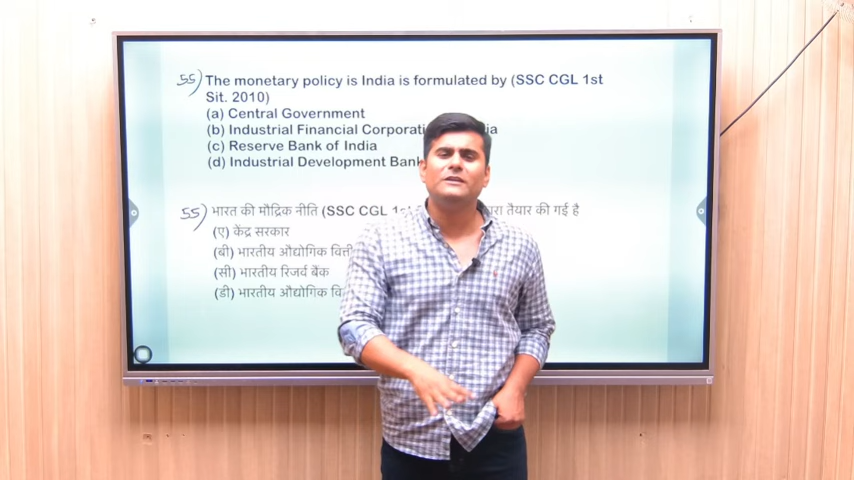 55) The monetary policy is India is formulated by (SSC CGL 1st
Sit. 2010)
(a) Central Government
(b) Industrial Financial
(c) Reserve Bank of India
(d) Industrial Development Bank
55) भारत की मौद्रिक नीति (SSC CGL तैयार की गई है
(ए) केंद्र सरकार
(बी) भारतीय औद्योगिक
(सी) भारतीय रिजर्व बैंक
(डी) भारतीय औद्योगिक